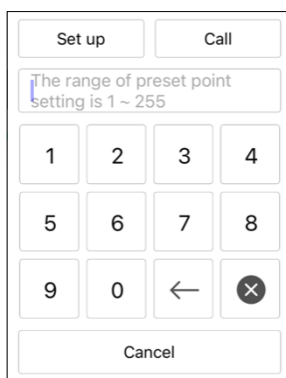 Set up Call
The range of preset point
setting is 1 ~ 255
1 2 3 4
5 6 7 8
9 0
Cancel